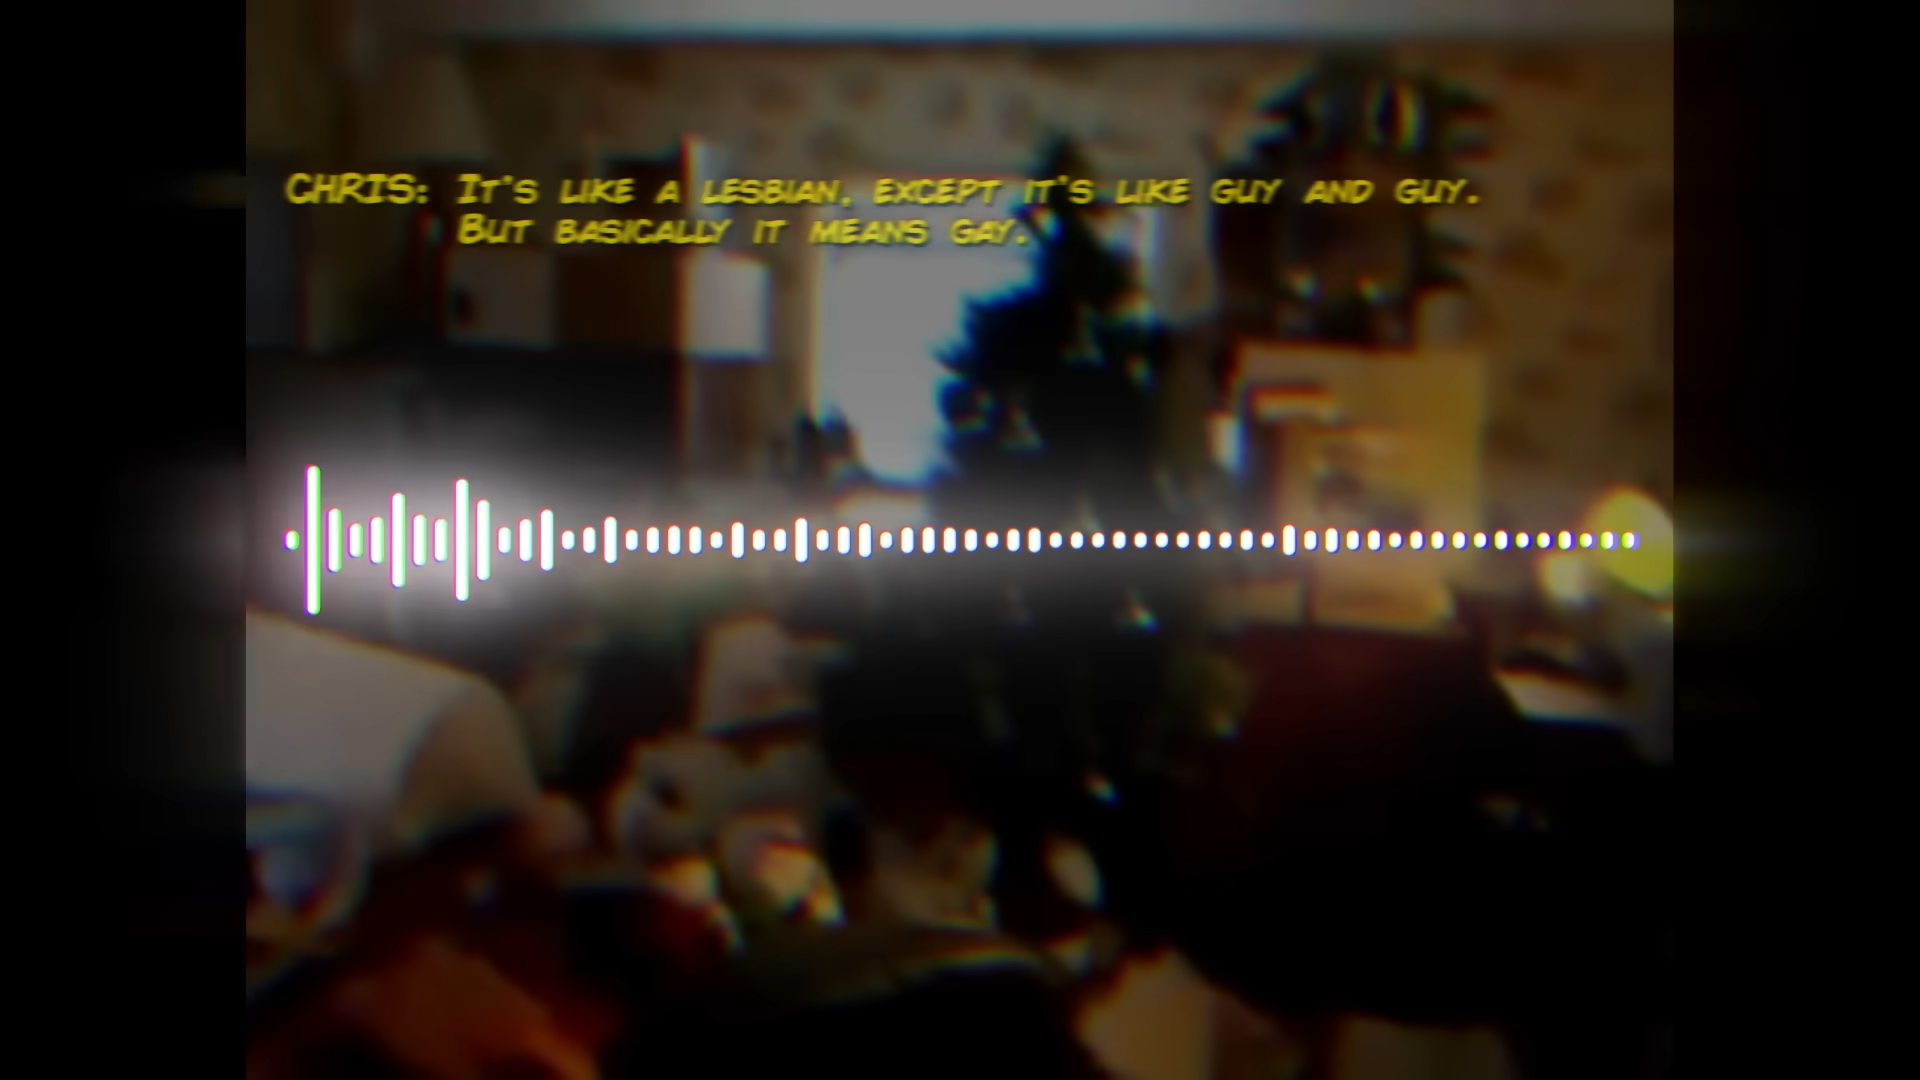 CHRIS: IT'S LIKE A LESBIAN, EXCEPT IT'S LIKE GUY AND GUY.
BUT BASICALLY IT MEANS GAY.